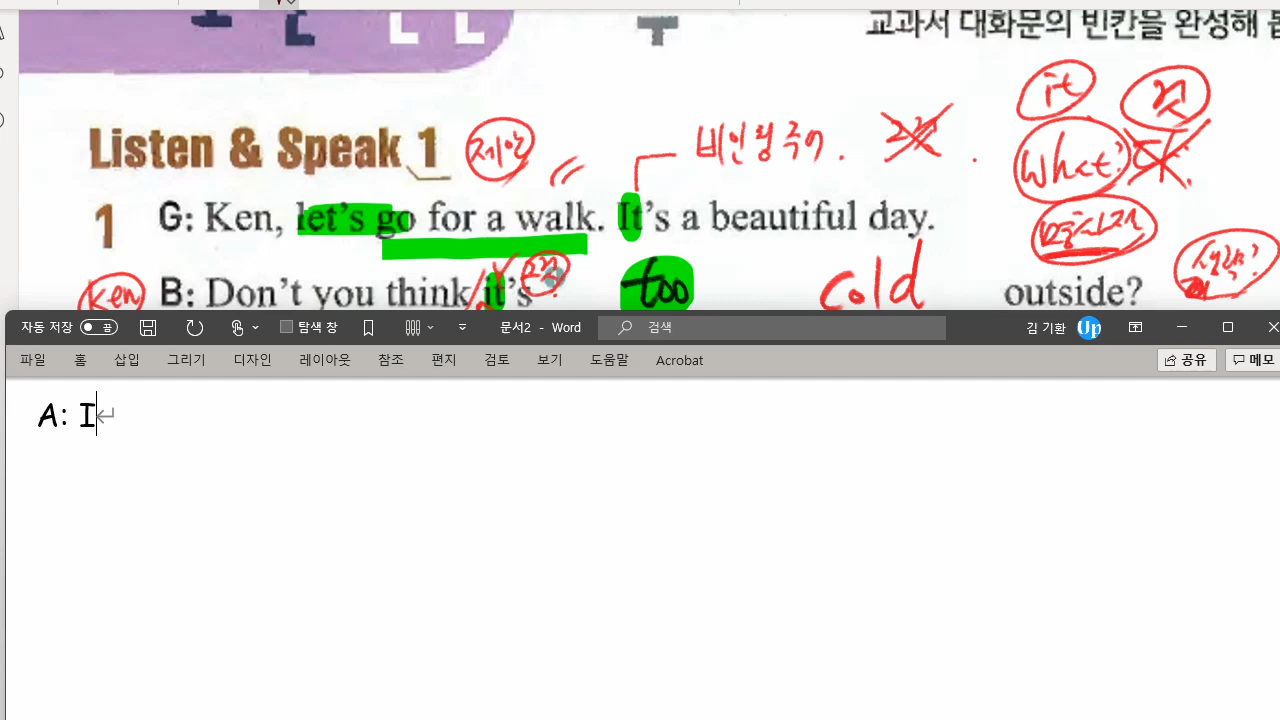 교과서 대화문의 빈칸을 완성해
Listen & Speak 1
제안
비인칭주어.
it
것
what?
명사절
생략?
1 G: Ken, let's go for a walk. It's a beautiful day.
Ken
B: Don't you think it's too cold outside?
자동 저장 끔 탐색 창 문서2 - Word 검색 김 기환 Up
파일 홈 삽입 그리기 디자인 레이아웃 참조 편지 검토 보기 도움말 Acrobat 공유 메모
A: I